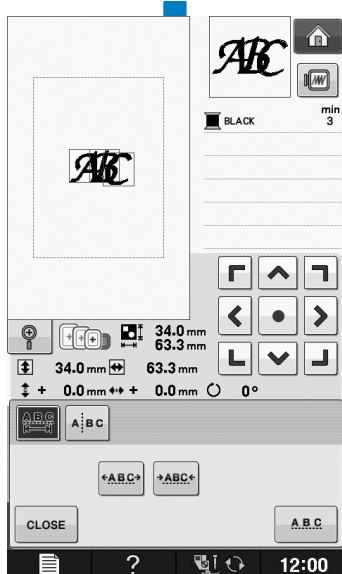 ABC
min
BLACK 3
ABC
34.0 mm
63.3 mm
34.0 mm 63.3 mm
+ 0.0 mm + 0.0 mm 0°
ABC A BC
ABC ABC
CLOSE ABC
? 12:00